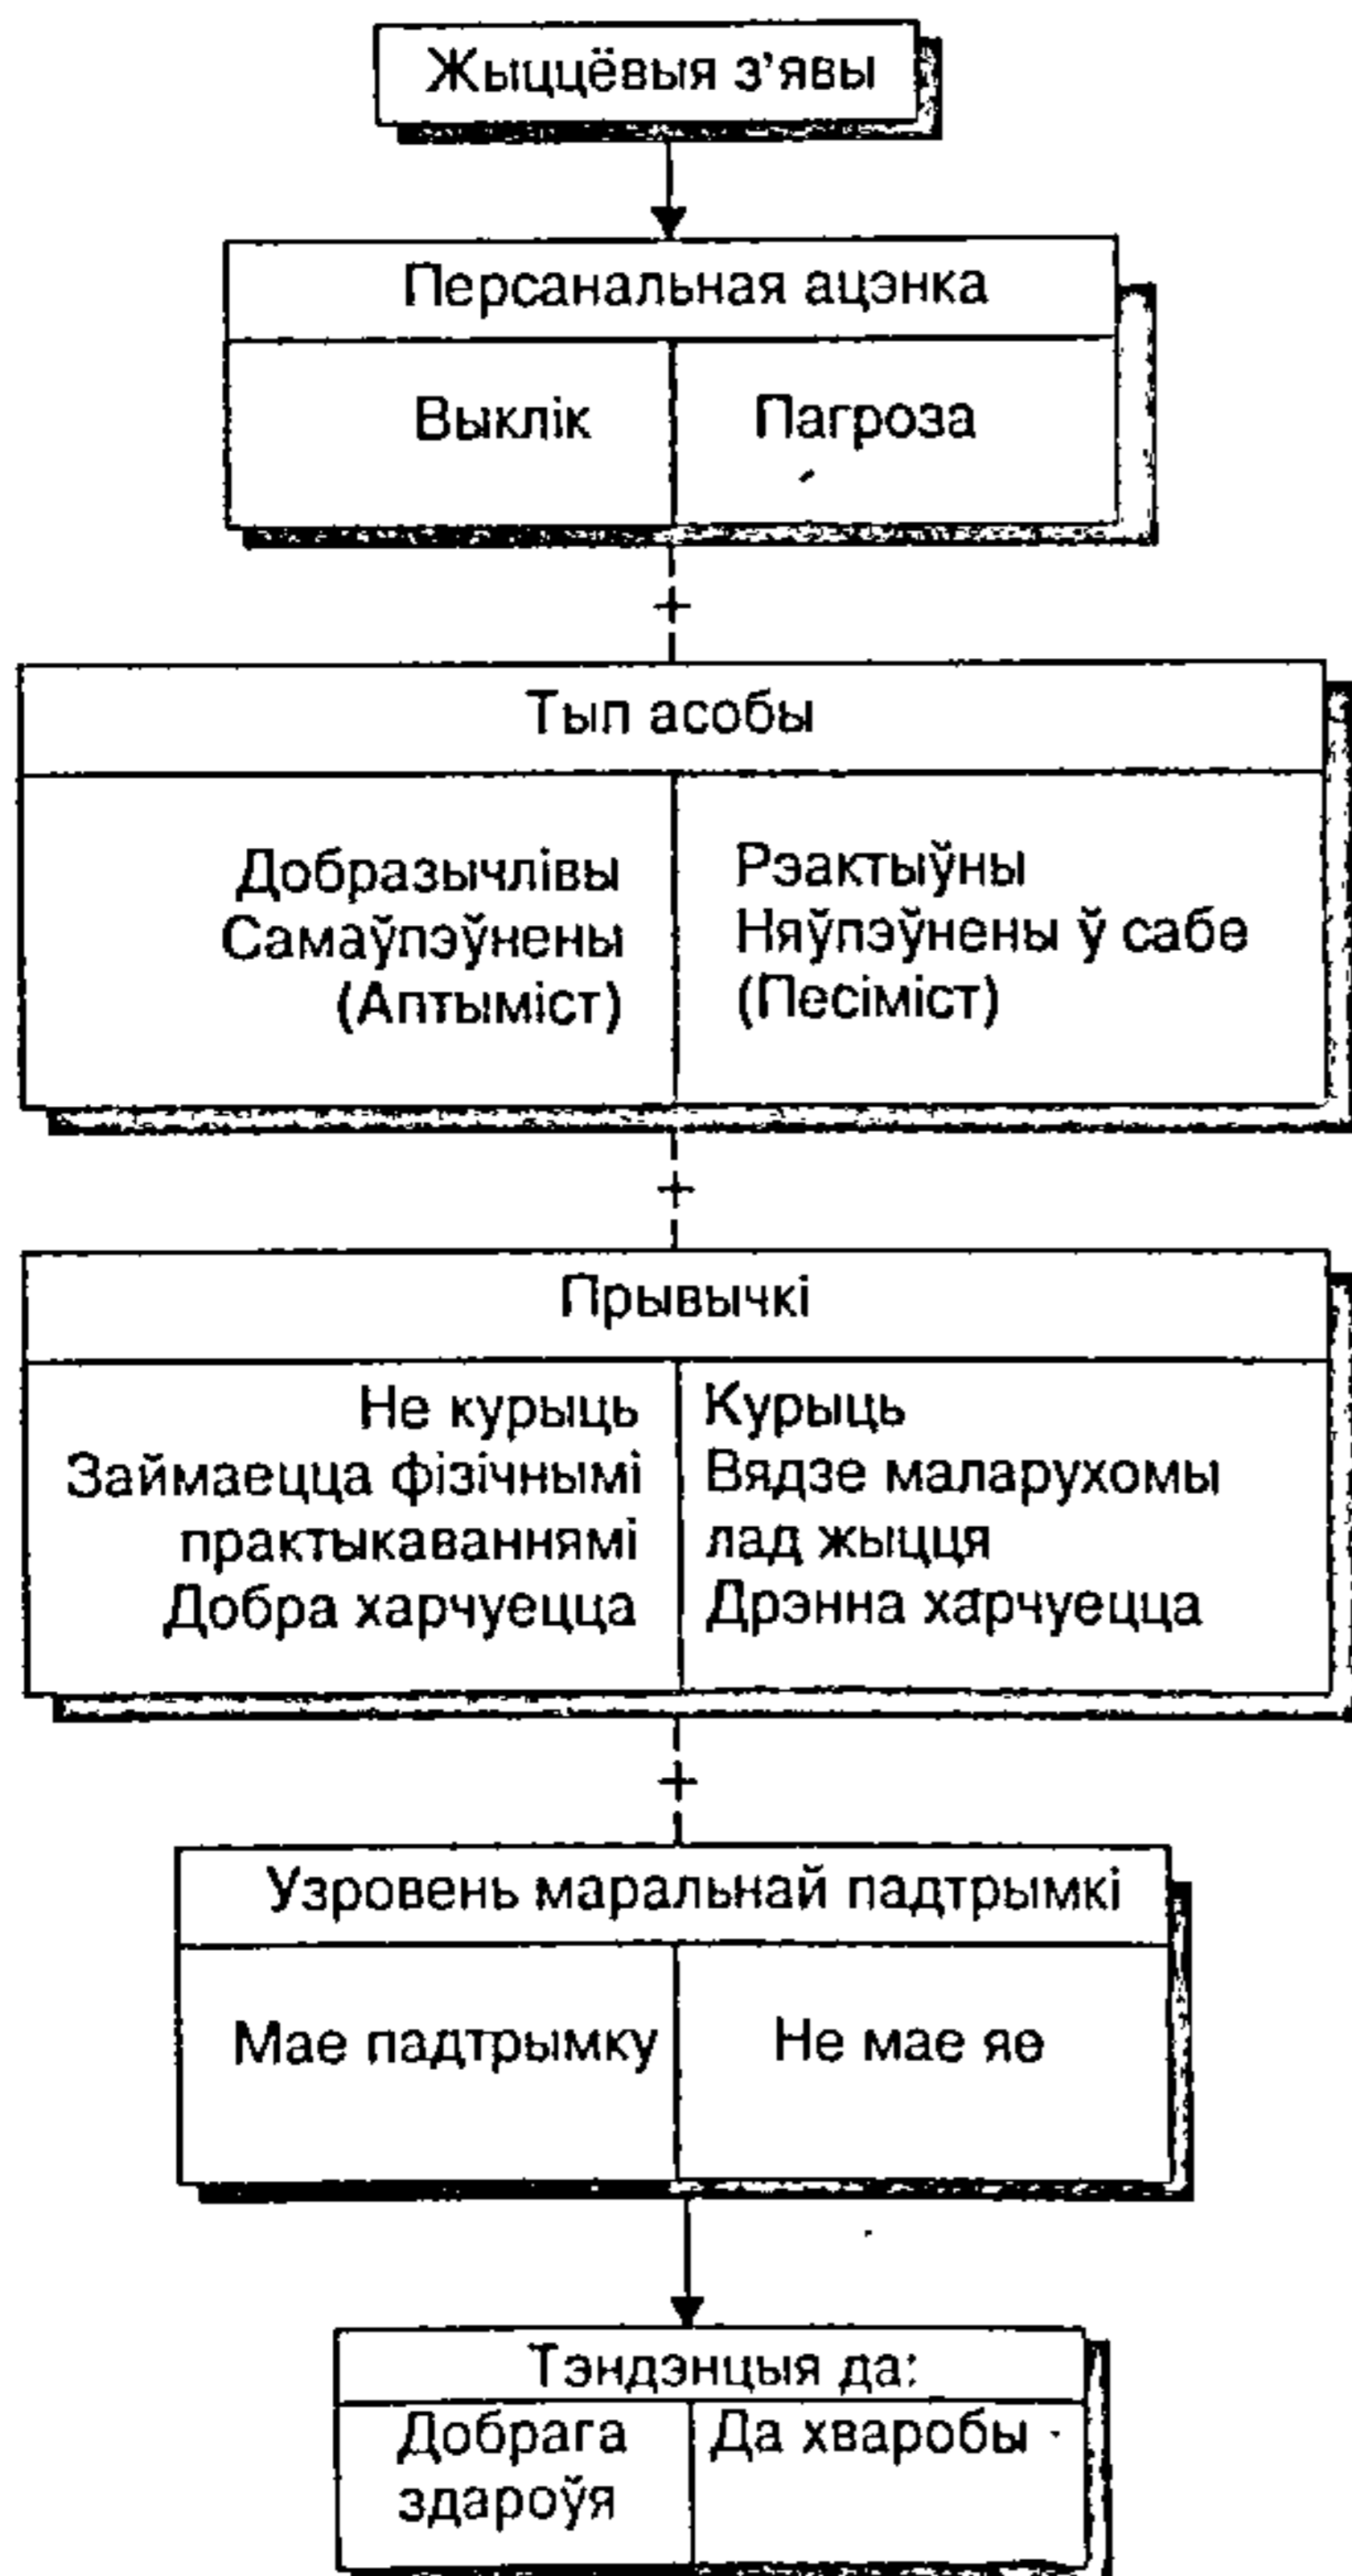 Жыццёвыя з'явы
Персанальная ацэнка
Выклік
Пагроза
Тып асобы
Добразычлівы
Самаўпэўнены
(Аптыміст)
Рэактыўны
Няўпэўнены ў сабе
(Песіміст)
Прывычкі
Не курыць
Займаецца фізічнымі
практыкаваннямі
Добра харчуецца
Курыць
Вядзе маларухомы
лад жыцця
Дрэнна харчуецца
Узровень маральнай падтрымкі
Мае падтрымку
Не мае яе
Тэндэнцыя да:
Добрага
здароўя
Да хваробы